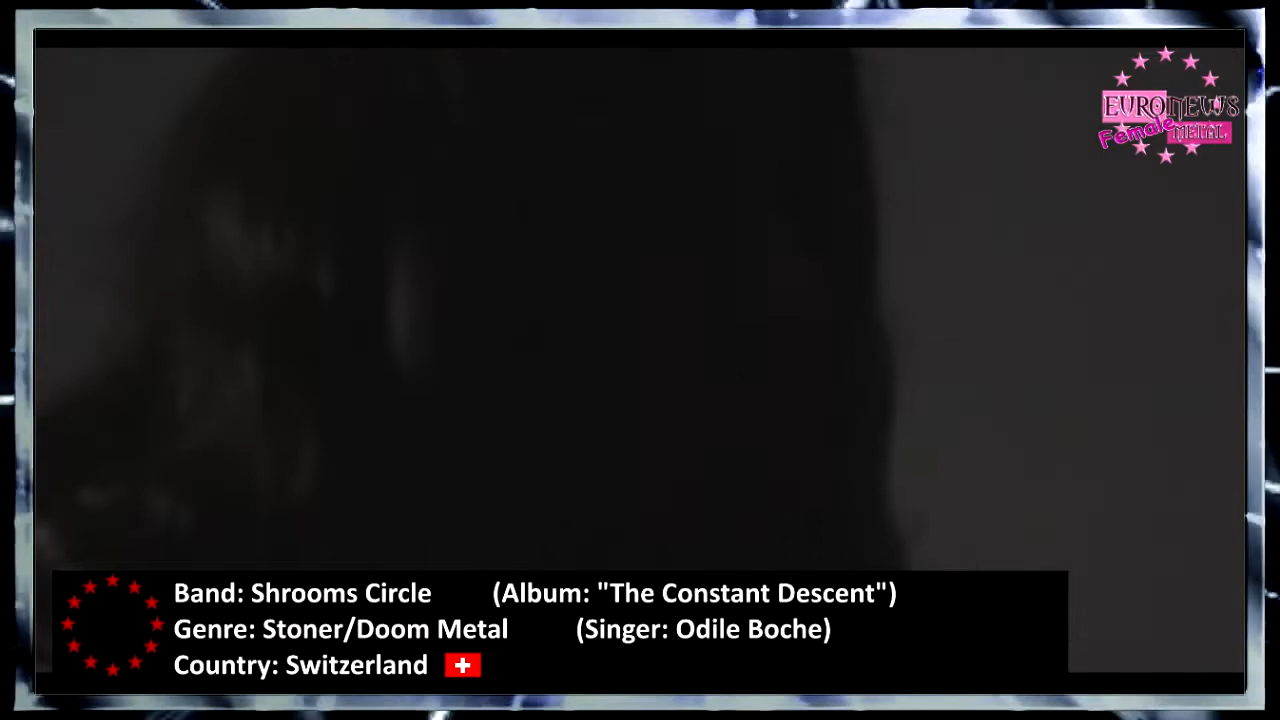 EURONEWS
Female METAL
Band: Shrooms Circle (Album: "The Constant Descent")
Genre: Stoner/Doom Metal (Singer: Odile Boche)
Country: Switzerland